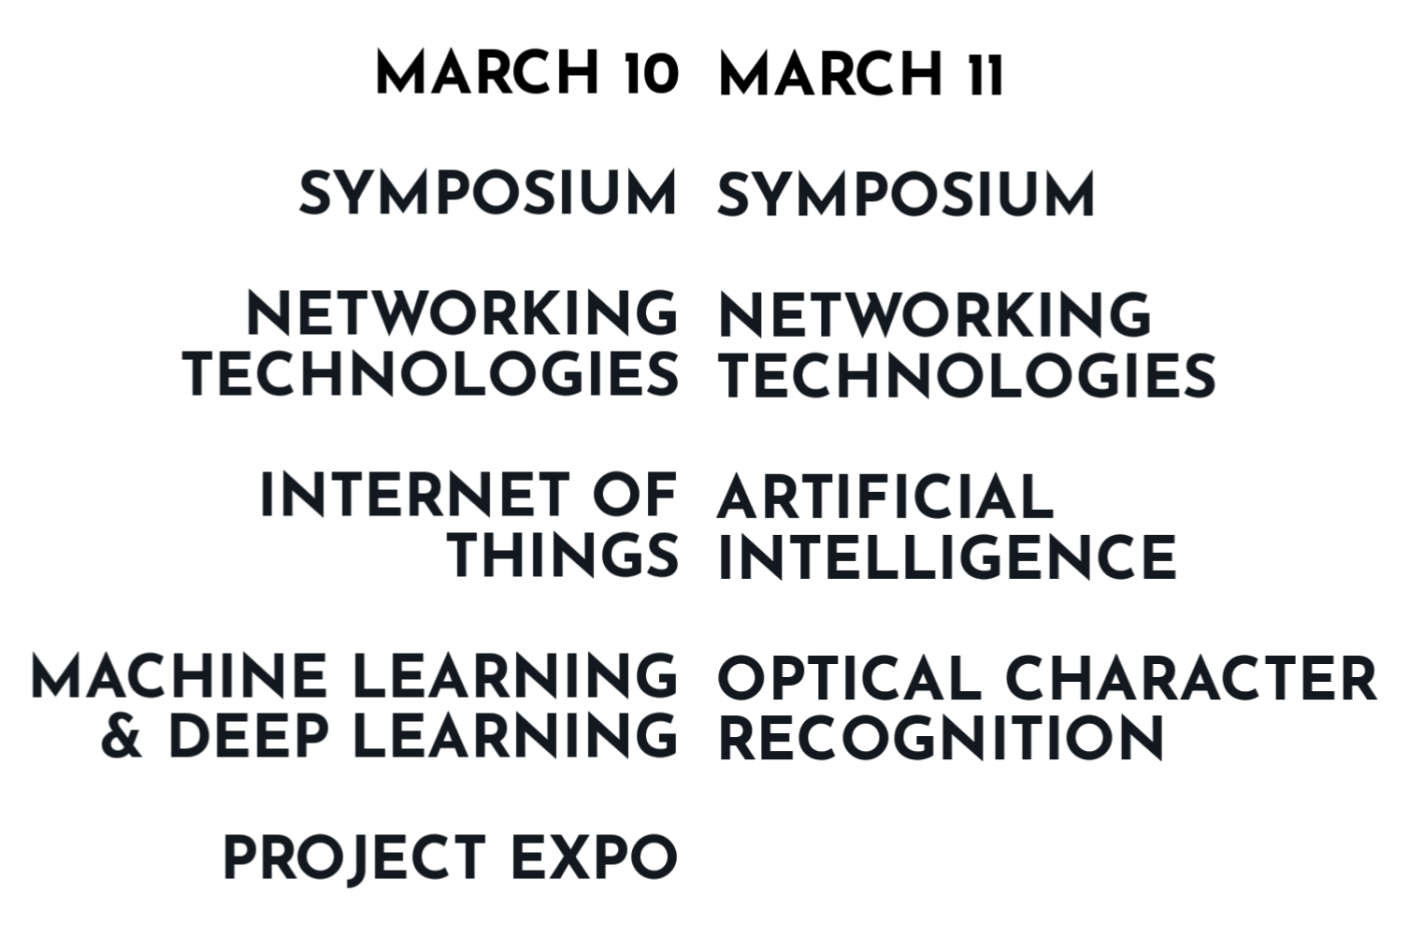 MARCH 10
SYMPOSIUM
NETWORKING
TECHNOLOGIES
INTERNET OF
THINGS
MACHINE LEARNING
& DEEP LEARNING
PROJECT EXPO
MARCH 11
SYMPOSIUM
NETWORKING
TECHNOLOGIES
ARTIFICIAL
INTELLIGENCE
OPTICAL CHARACTER
RECOGNITION